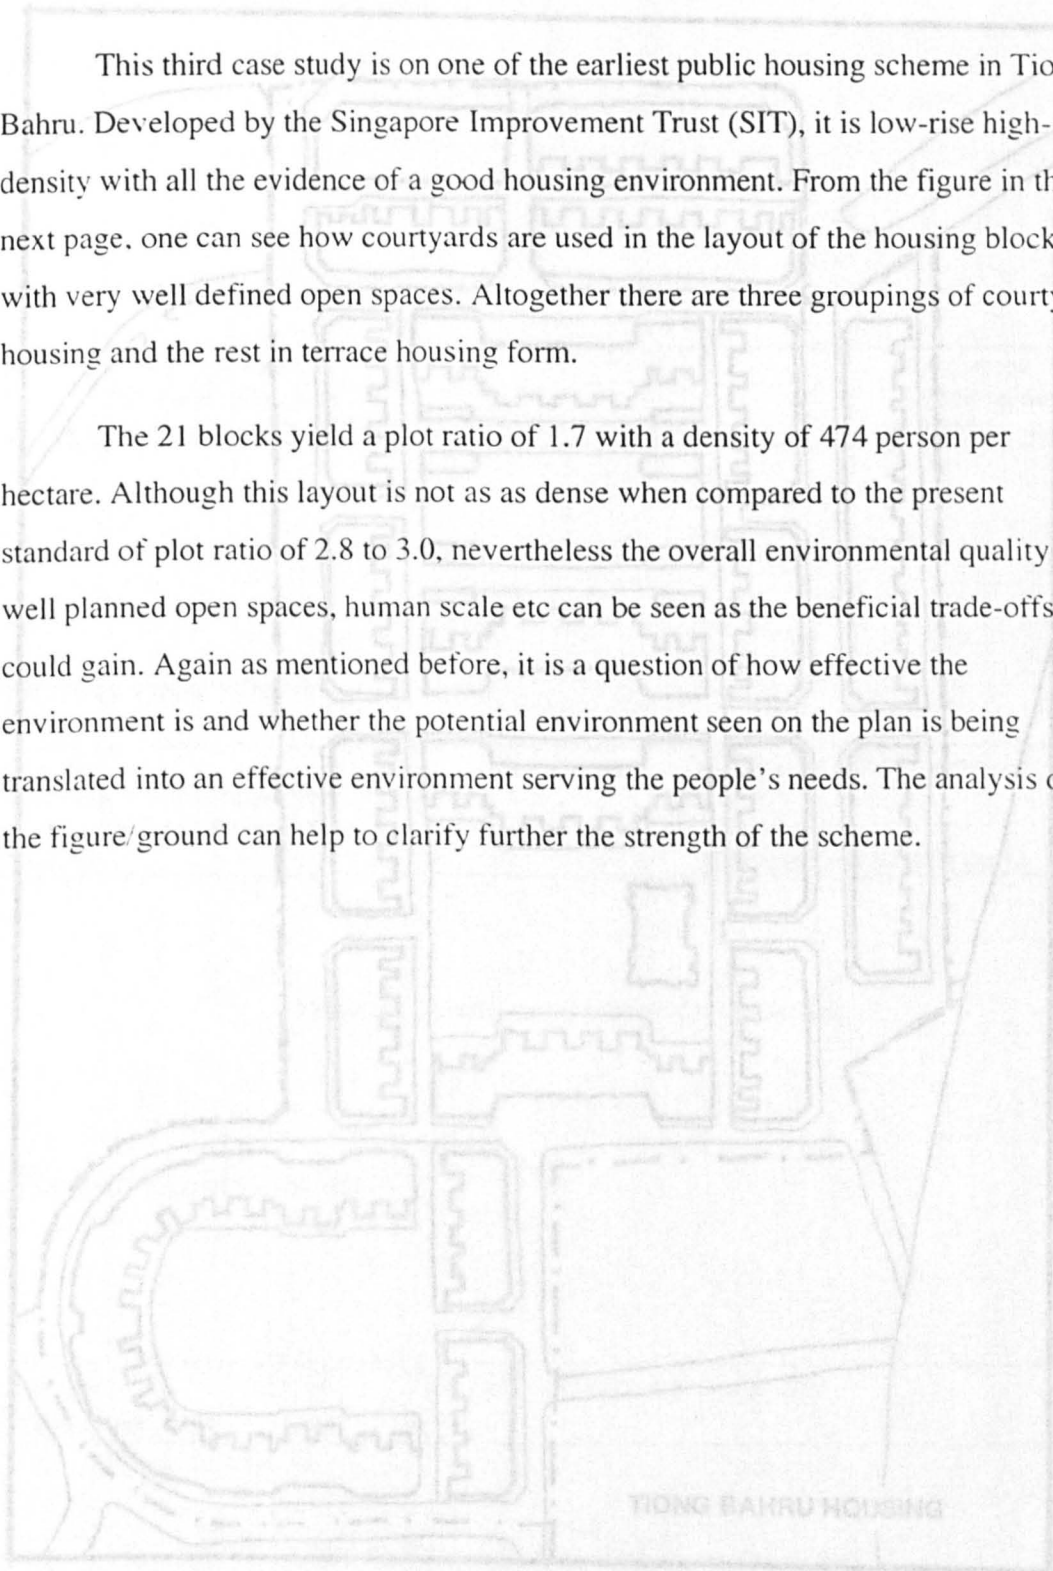 This third case study is on one of the earliest public housing scheme in Tio
Bahru. Developed by the Singapore Improvement Trust (SIT), it is low-rise high-
density with all the evidence of a good housing environment. From the figure in th
next page, one can see how courtyards are used in the layout of the housing block
with very well defined open spaces. Altogether there are three groupings of courty
housing and the rest in terrace housing form.
The 21 blocks yield a plot ratio of 1.7 with a density of 474 person per
hectare. Although this layout is not as as dense when compared to the present
standard of plot ratio of 2.8 to 3.0, nevertheless the overall environmental quality
well planned open spaces, human scale etc can be seen as the beneficial trade-offs
could gain. Again as mentioned before, it is a question of how effective the
environment is and whether the potential environment seen on the plan is being
translated into an effective environment serving the people's needs. The analysis o
the figure/ground can help to clarify further the strength of the scheme.
TIONG BAHRU HOUSING